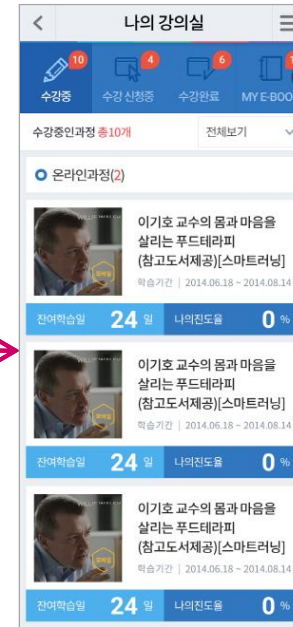 나의 강의실
10
4
6
수강중
수강 신청중
수강완료
MY E-BOO
수강중인과정 총10개
전체보기
온라인과정(2)
이기호 교수의 몸과 마음을
살리는 푸드테라피
(참고도서제공)[스마트러닝]
학습기간 | 2014.06.18 ~ 2014.08.14
잔여학습일 24 일 나의진도율 0 %
이기호 교수의 몸과 마음을
살리는 푸드테라피
(참고도서제공)[스마트러닝]
학습기간 | 2014.06.18 ~ 2014.08.14
잔여학습일 24 일 나의진도율 0 %
이기호 교수의 몸과 마음을
살리는 푸드테라피
(참고도서제공)[스마트러닝]
학습기간 | 2014.06.18 ~ 2014.08.14
잔여학습일 24 일 나의진도율 0 %